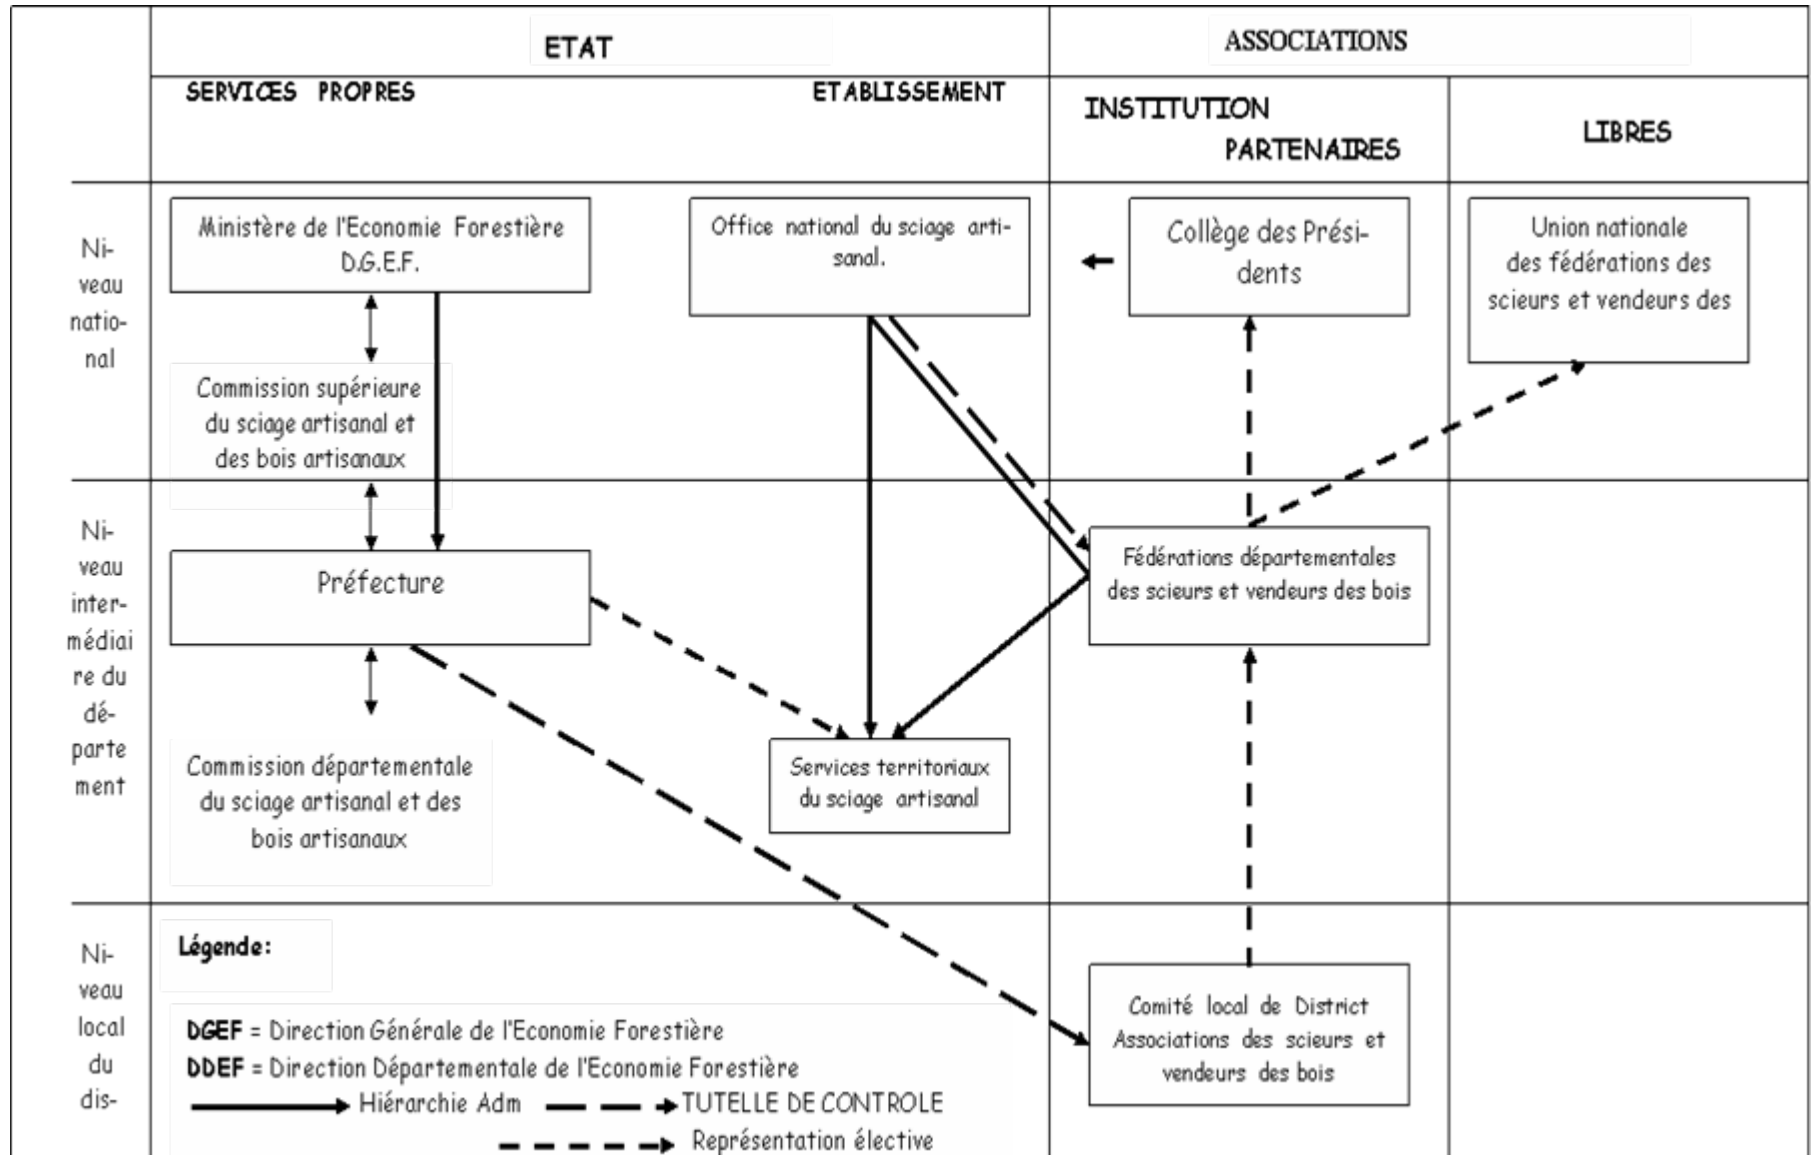 ETAT
ASSOCIATIONS
SERVICES PROPRES
ETABLISSEMENT
INSTITUTION
PARTENAIRES
LIBRES
Ni-
veau
natio-
nal
Ministère de l'Economie Forestière
D.G.E.F.
Office national du sciage arti-
sanal.
Collège des Prési-
dents
Union nationale
des fédérations des
scieurs et vendeurs des
Commission supérieure
du sciage artisanal et
des bois artisanaux
Ni-
veau
inter-
médiai
re du
dé-
parte
ment
Préfecture
Fédérations départementales
des scieurs et vendeurs des bois
Commission départementale
du sciage artisanal et des
bois artisanaux
Services territoriaux
du sciage artisanal
Ni-
veau
local
du
dis-
Légende:
DGEF = Direction Générale de l'Economie Forestière
DDEF = Direction Départementale de l'Economie Forestière
Hiérarchie Adm
TUTELLE DE CONTROLE
Représentation élective
Comité local de District
Associations des scieurs et
vendeurs des bois